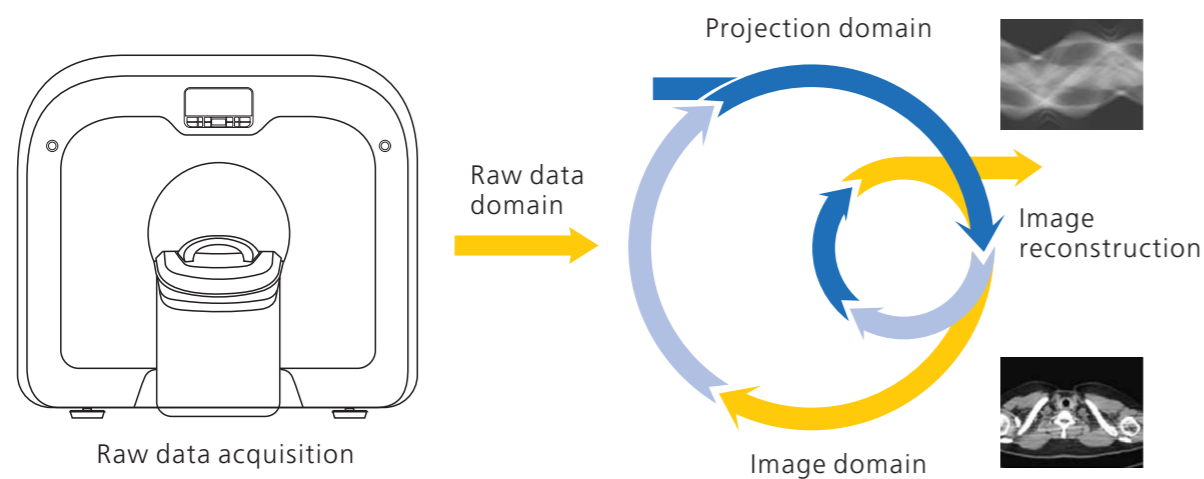 Projection domain
Raw data
domain
Image
reconstruction
Raw data acquisition
Image domain